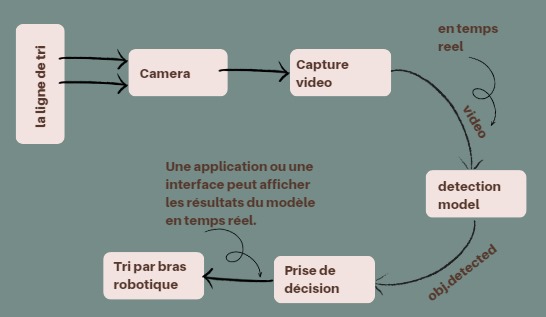 la ligne de tri
Camera
Capture
video
en temps
reel
video
detection
model
obj.detected
Une application ou une
interface peut afficher
les résultats du modèle
en temps réel.
Prise de
décision
Tri par bras
robotique